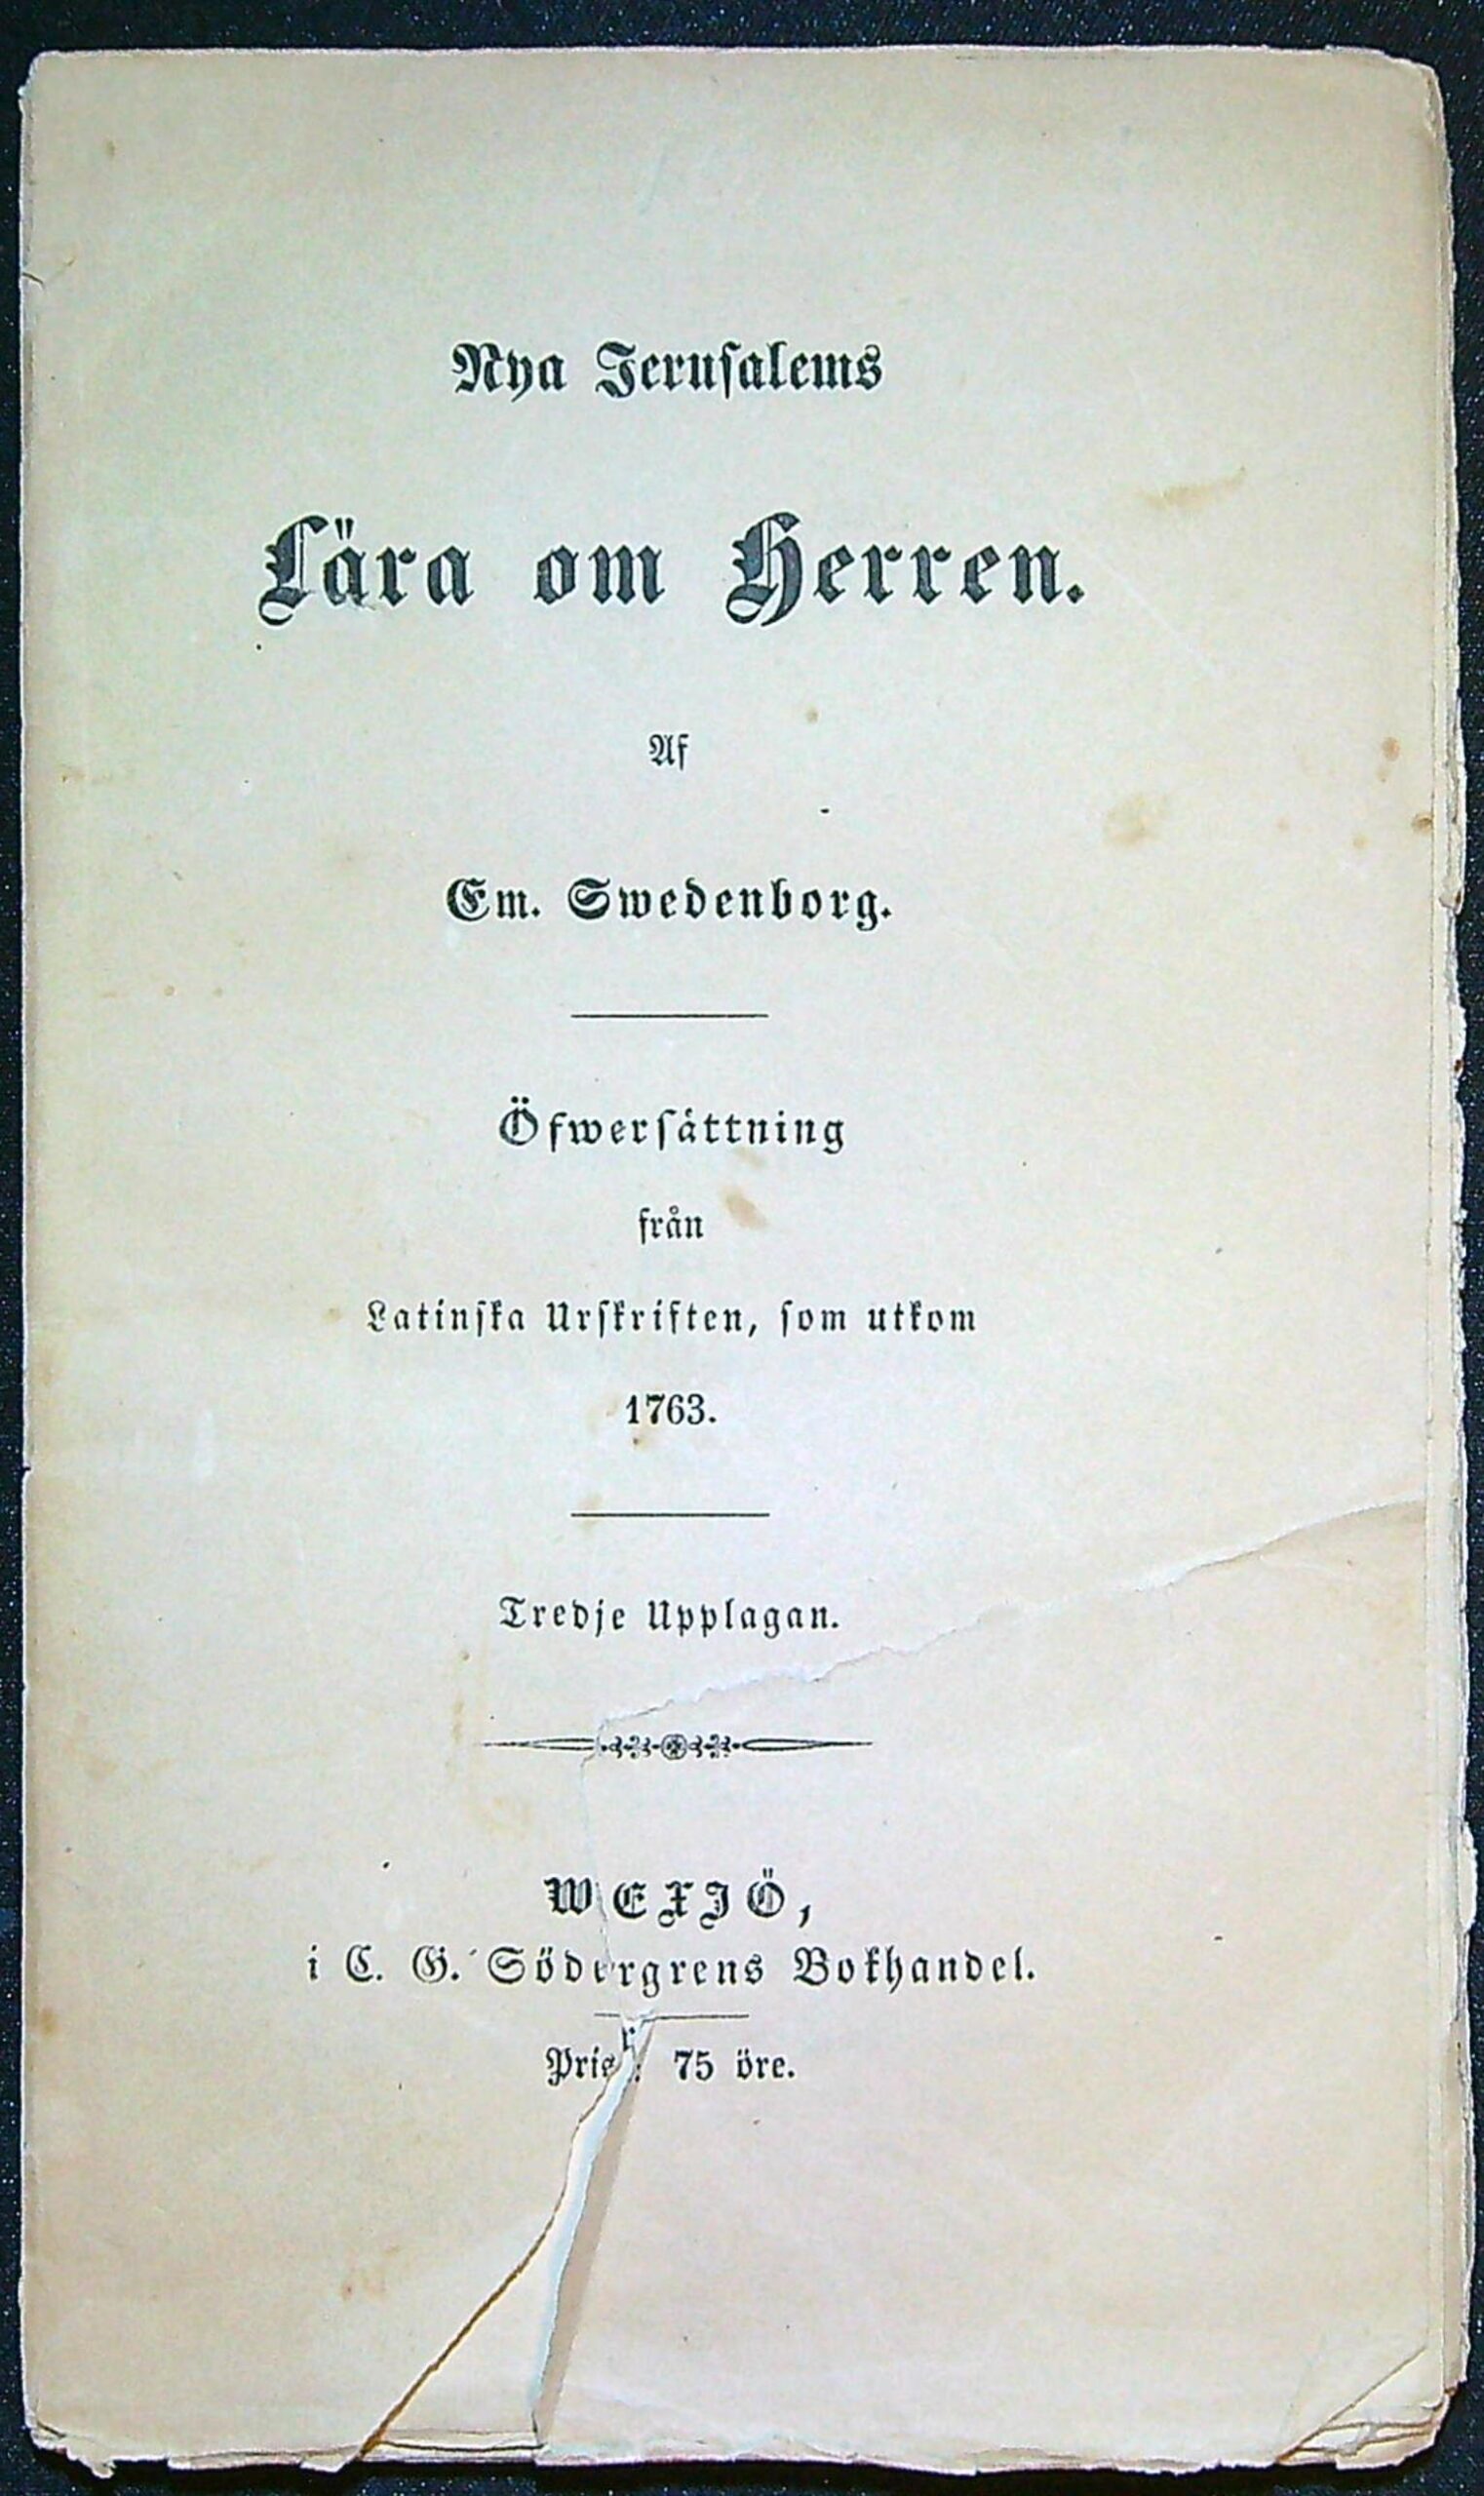 Nya Jerusalems
Lära om Herren.
Af
Em. Swedenborg.
Öfwersättning
från
Latinska Urskriften, som utkom
1763.
Tredje Upplagan.
WEXJÖ,
i C. G. Södergrens Bokhandel.
Pris: 75 öre.